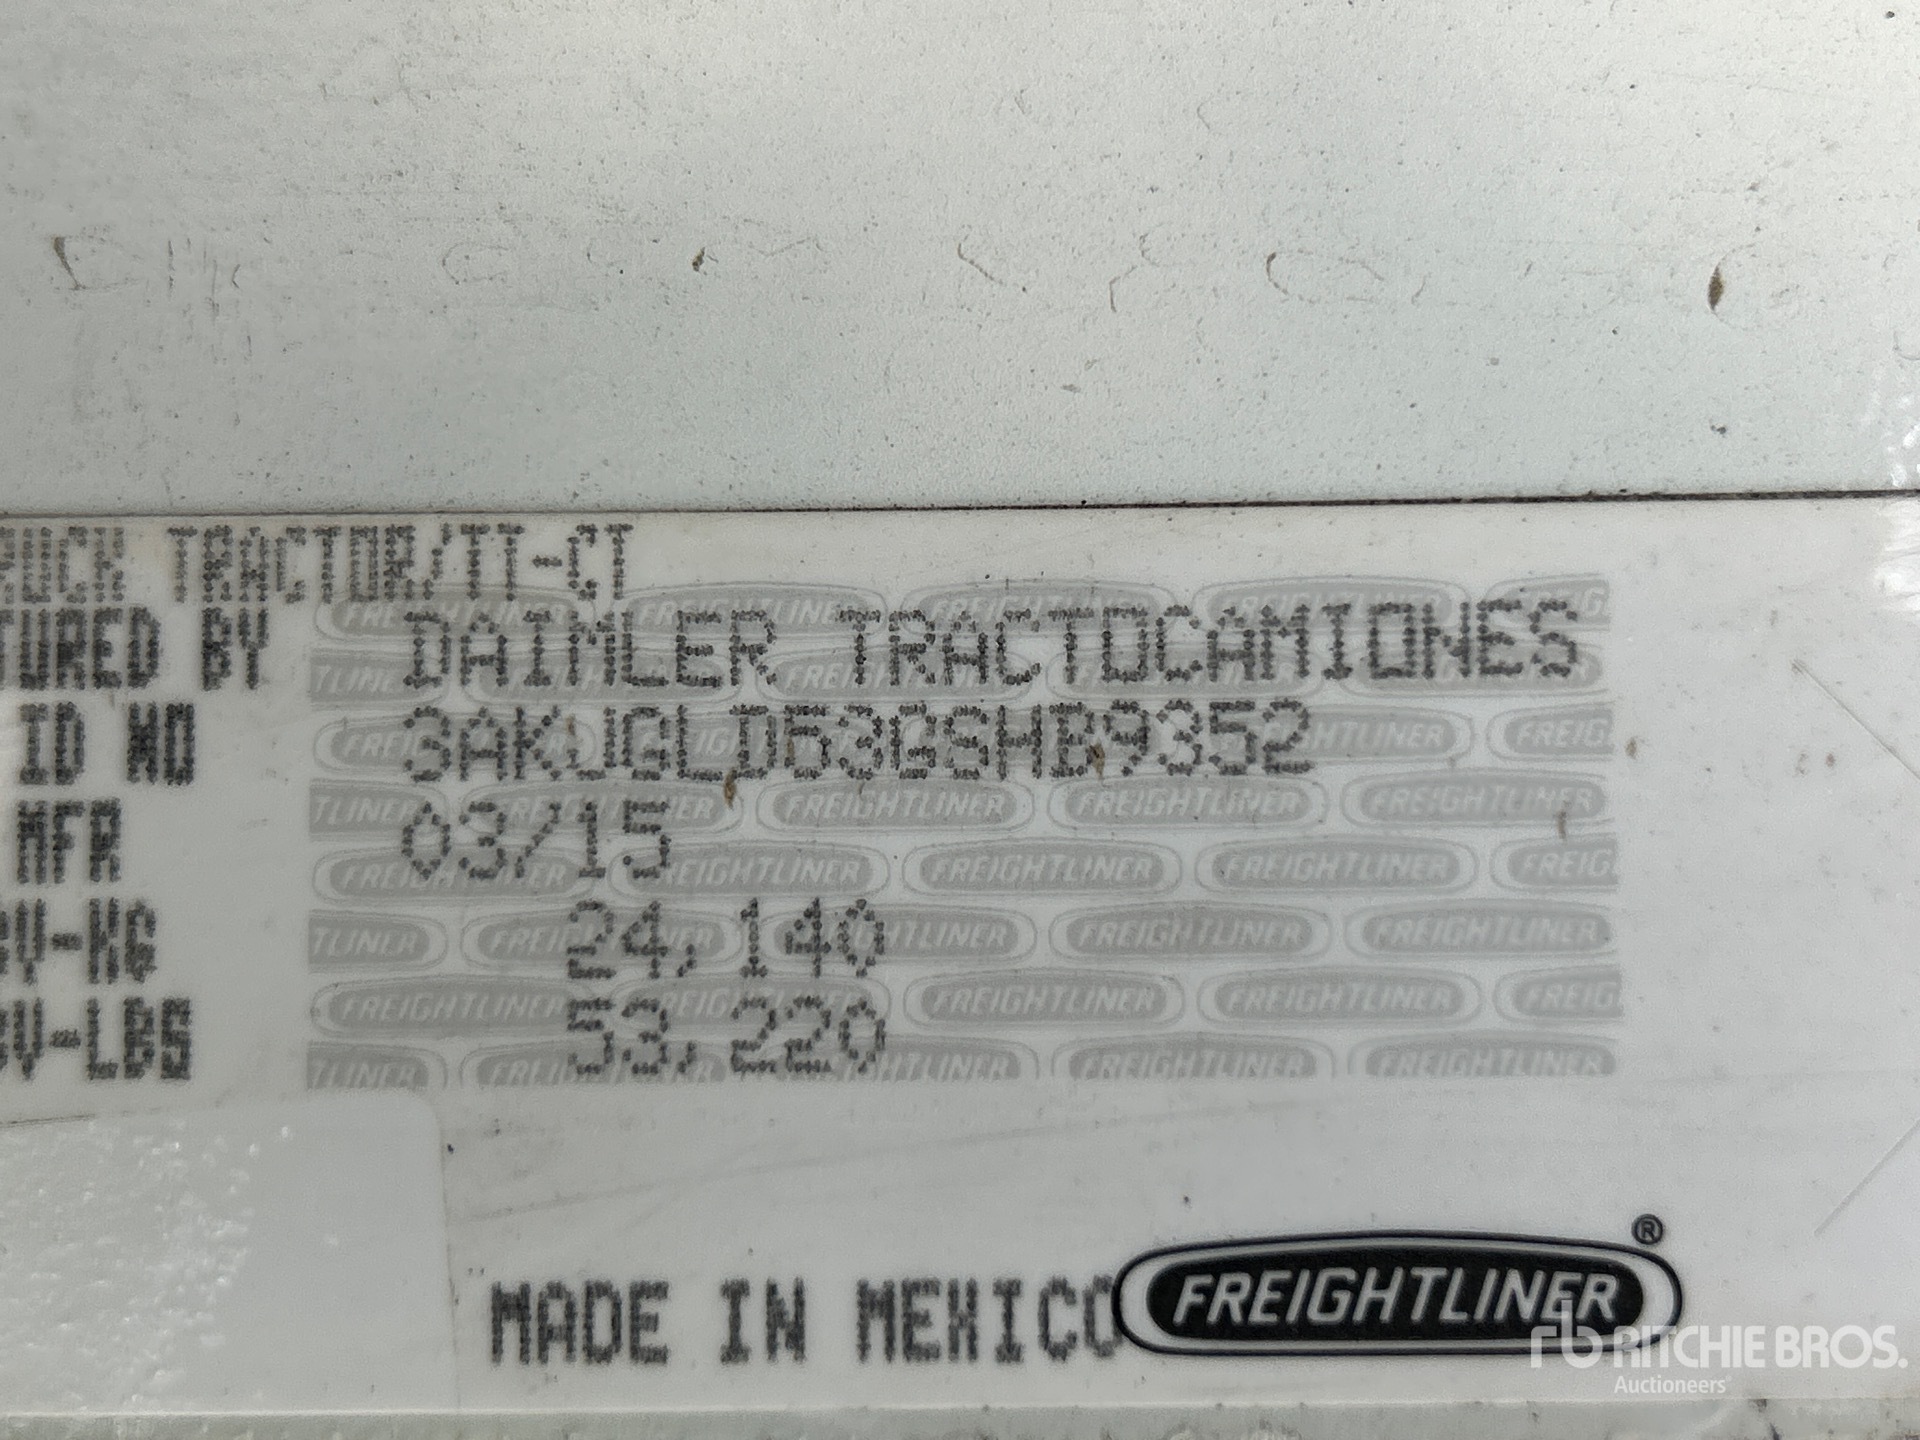 TRACTOR/TT-CT
TURED BY DAIMLER TRACTOCAMIONES
ID NO 3AKJGLD53GSHB9352
MFR 03/15
V-KG 24,140
V-LBS 53,220
MADE IN MEXICO FREIGHTLINER®
FREIGHTLINER
RITCHIE BROS.
Auctioneers